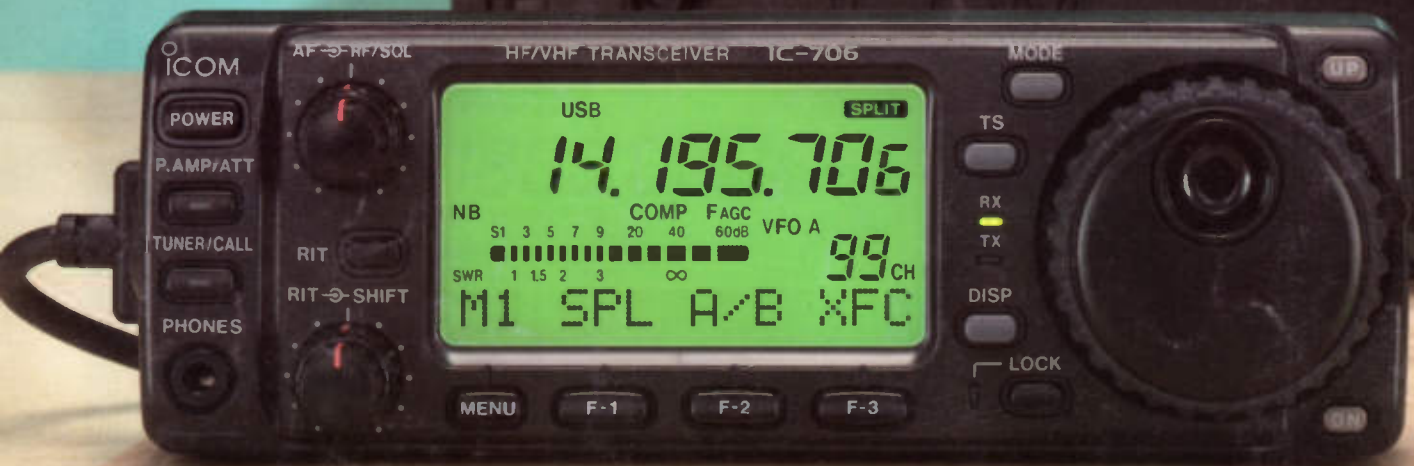 ICOM
AF RF/SQL
HF/VHF TRANSCEIVER IC-706
MODE
UP
POWER
USB
SPLIT
TS
14.195.706
P.AMP/ATT
NB
COMP
FAGC
VFO A
RX
S1 3 5 7 9 20 40 60dB
TX
99CH
TUNER/CALL
RIT
SWR 1 1.5 2 3 ∞
M1 SPL A/B XFC
RIT SHIFT
DISP
PHONES
LOCK
MENU
F-1
F-2
F-3